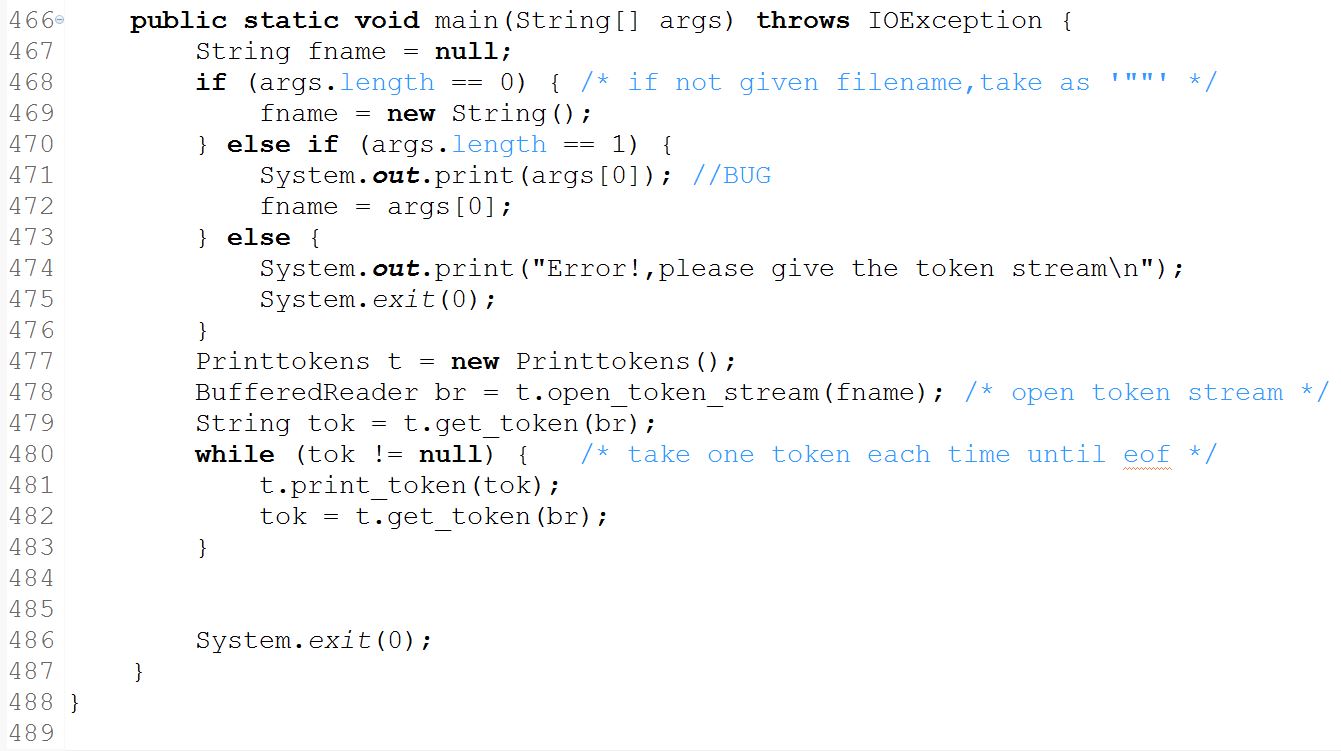 466 public static void main(String[] args) throws IOException {
467 String fname = null;
468 if (args.length == 0) { /* if not given filename,take as '""' */
469 fname = new String();
470 } else if (args.length == 1) {
471 System.out.print(args[0]); //BUG
472 fname = args[0];
473 } else {
474 System.out.print("Error!,please give the token stream\n");
475 System.exit(0);
476 }
477 Printtokens t = new Printtokens();
478 BufferedReader br = t.open_token_stream(fname); /* open token stream */
479 String tok = t.get_token(br);
480 while (tok != null) { /* take one token each time until eof */
481 t.print_token(tok);
482 tok = t.get_token(br);
483 }
484
485
486 System.exit(0);
487 }
488 }
489